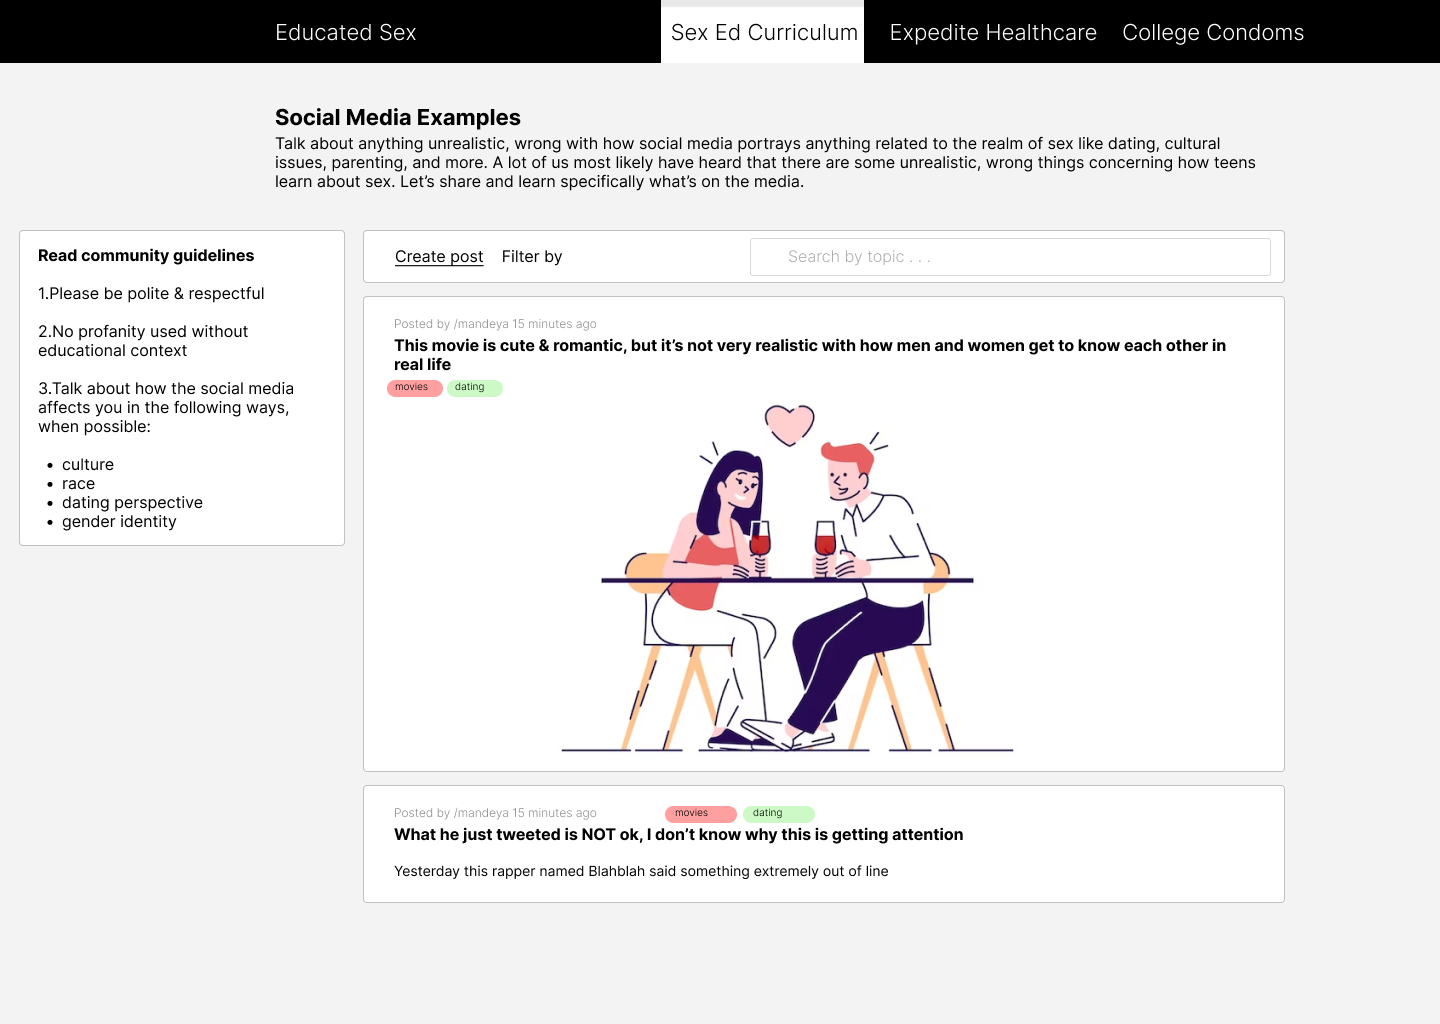 Educated Sex
Sex Ed Curriculum
Expedite Healthcare
College Condoms
Social Media Examples
Talk about anything unrealistic, wrong with how social media portrays anything related to the realm of sex like dating, cultural
issues, parenting, and more. A lot of us most likely have heard that there are some unrealistic, wrong things concerning how teens
learn about sex. Let’s share and learn specifically what’s on the media.
Read community guidelines
1.Please be polite & respectful
2.No profanity used without
educational context
3.Talk about how the social media
affects you in the following ways,
when possible:
• culture
• race
• dating perspective
• gender identity
Create post
Filter by
Search by topic . . .
Posted by /mandeya 15 minutes ago
This movie is cute & romantic, but it’s not very realistic with how men and women get to know each other in
real life
movies
dating
Posted by /mandeya 15 minutes ago
movies
dating
What he just tweeted is NOT ok, I don’t know why this is getting attention
Yesterday this rapper named Blahblah said something extremely out of line